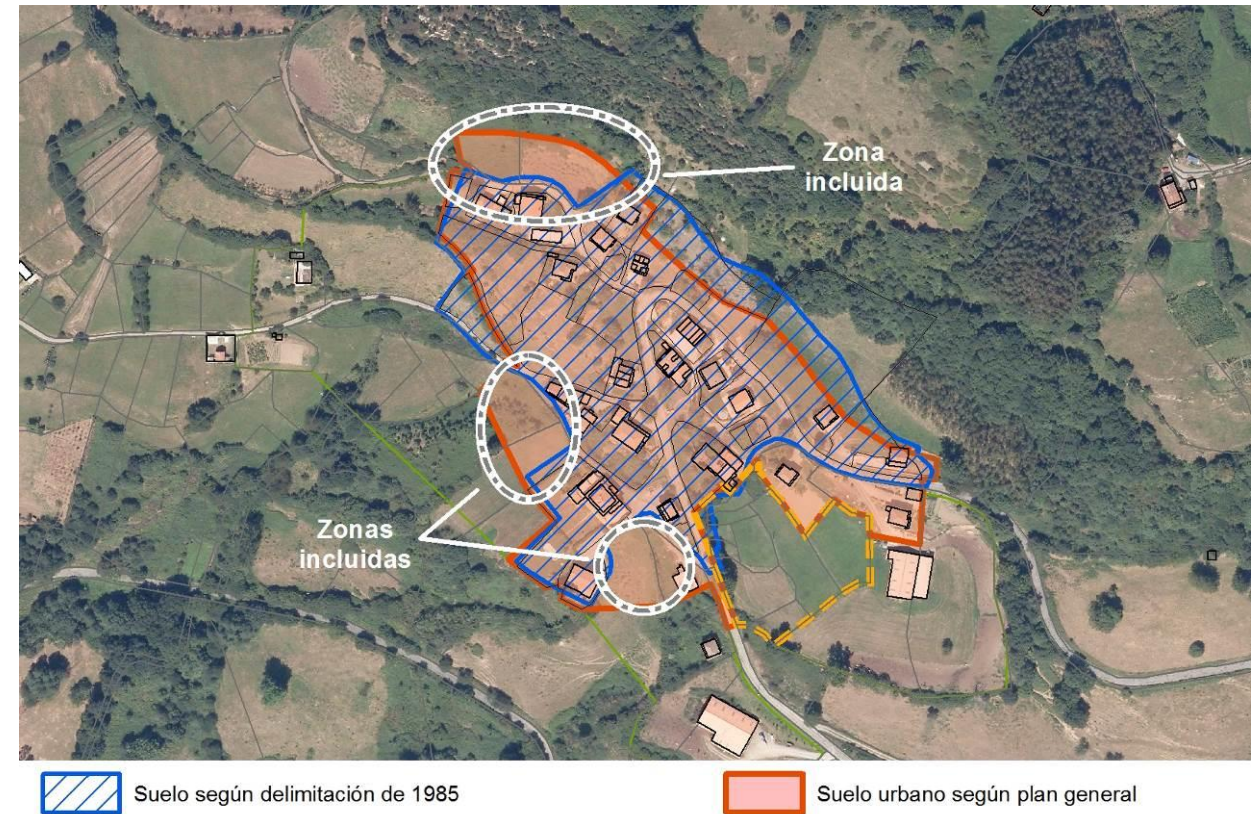 Zona
incluida
Zonas
incluidas
Suelo según delimitación de 1985
Suelo urbano según plan general